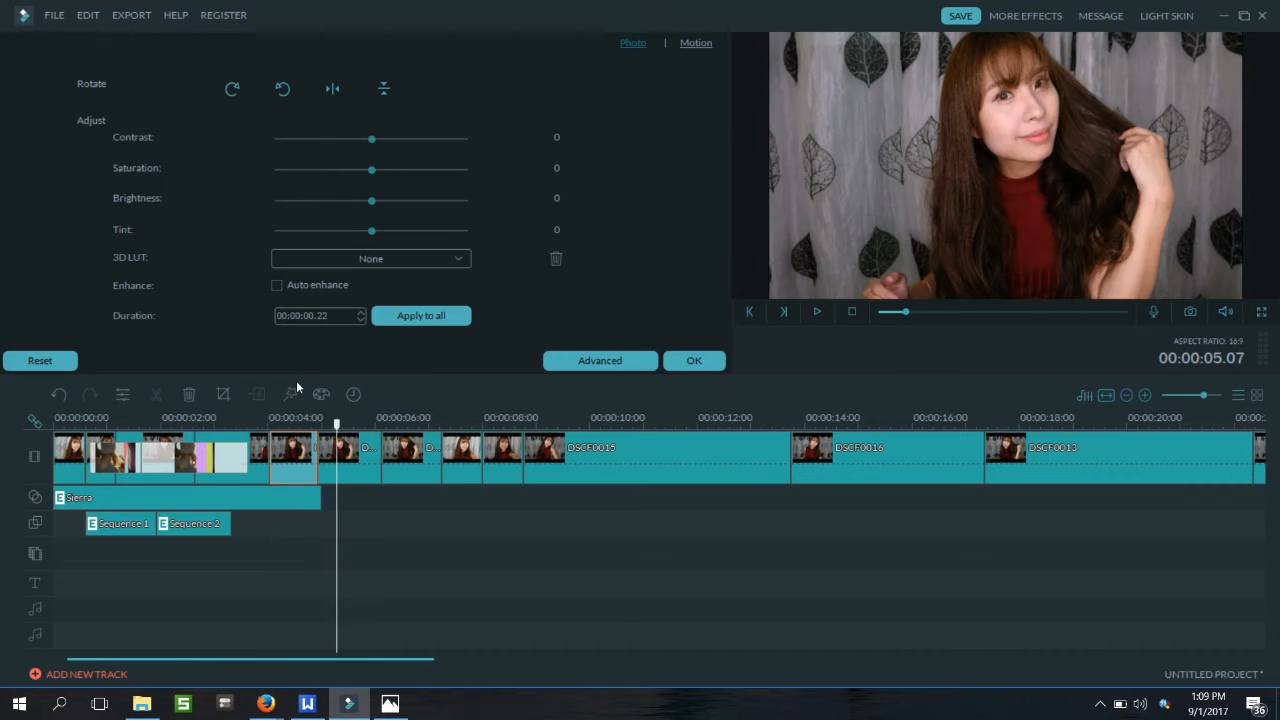 FILE EDIT EXPORT HELP REGISTER SAVE MORE EFFECTS MESSAGE LIGHT SKIN
Photo | Motion
Rotate
Adjust
Contrast: 0
Saturation: 0
Brightness: 0
Tint: 0
3D LUT: None
Enhance: Auto enhance
Duration: 00:00:00.22 Apply to all
Reset Advanced OK
ASPECT RATIO: 16:9
00:00:05.07
00:00:00:00 00:00:02:00 00:00:04:00 00:00:06:00 00:00:08:00 00:00:10:00 00:00:12:00 00:00:14:00 00:00:16:00 00:00:18:00 00:00:20:00 00:00:2
D... D... DSCF0015 DSCF0016 DSCF0013
E Sierra
E Sequence 1 E Sequence 2
T
ADD NEW TRACK UNTITLED PROJECT *
S W
1:09 PM
9/1/2017
36